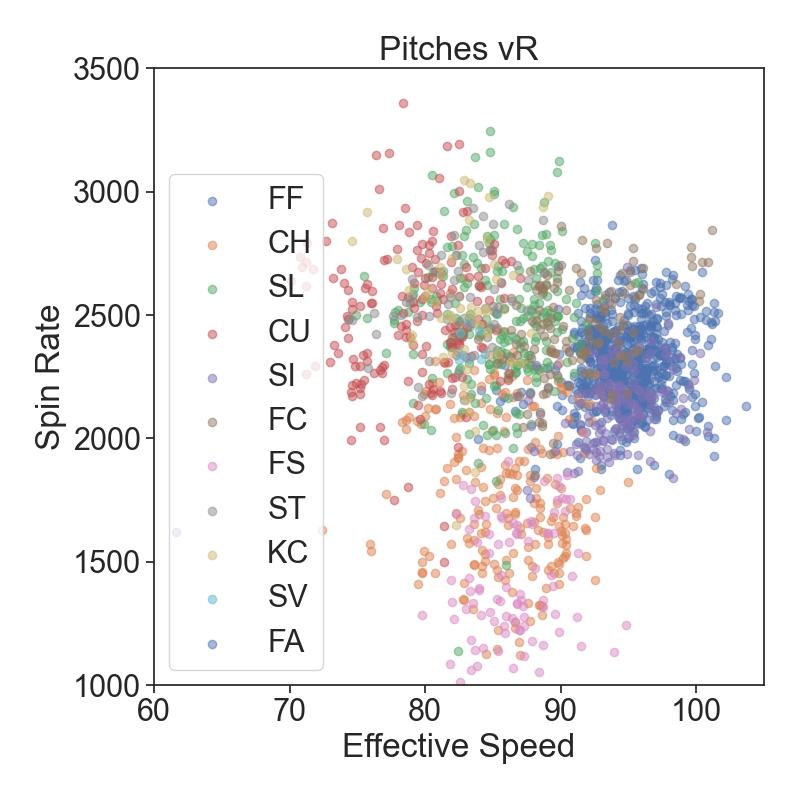 Pitches vR
3500
3000
2500
2000
1500
1000
Spin Rate
FF
CH
SL
CU
SI
FC
FS
ST
KC
SV
FA
60 70 80 90 100
Effective Speed